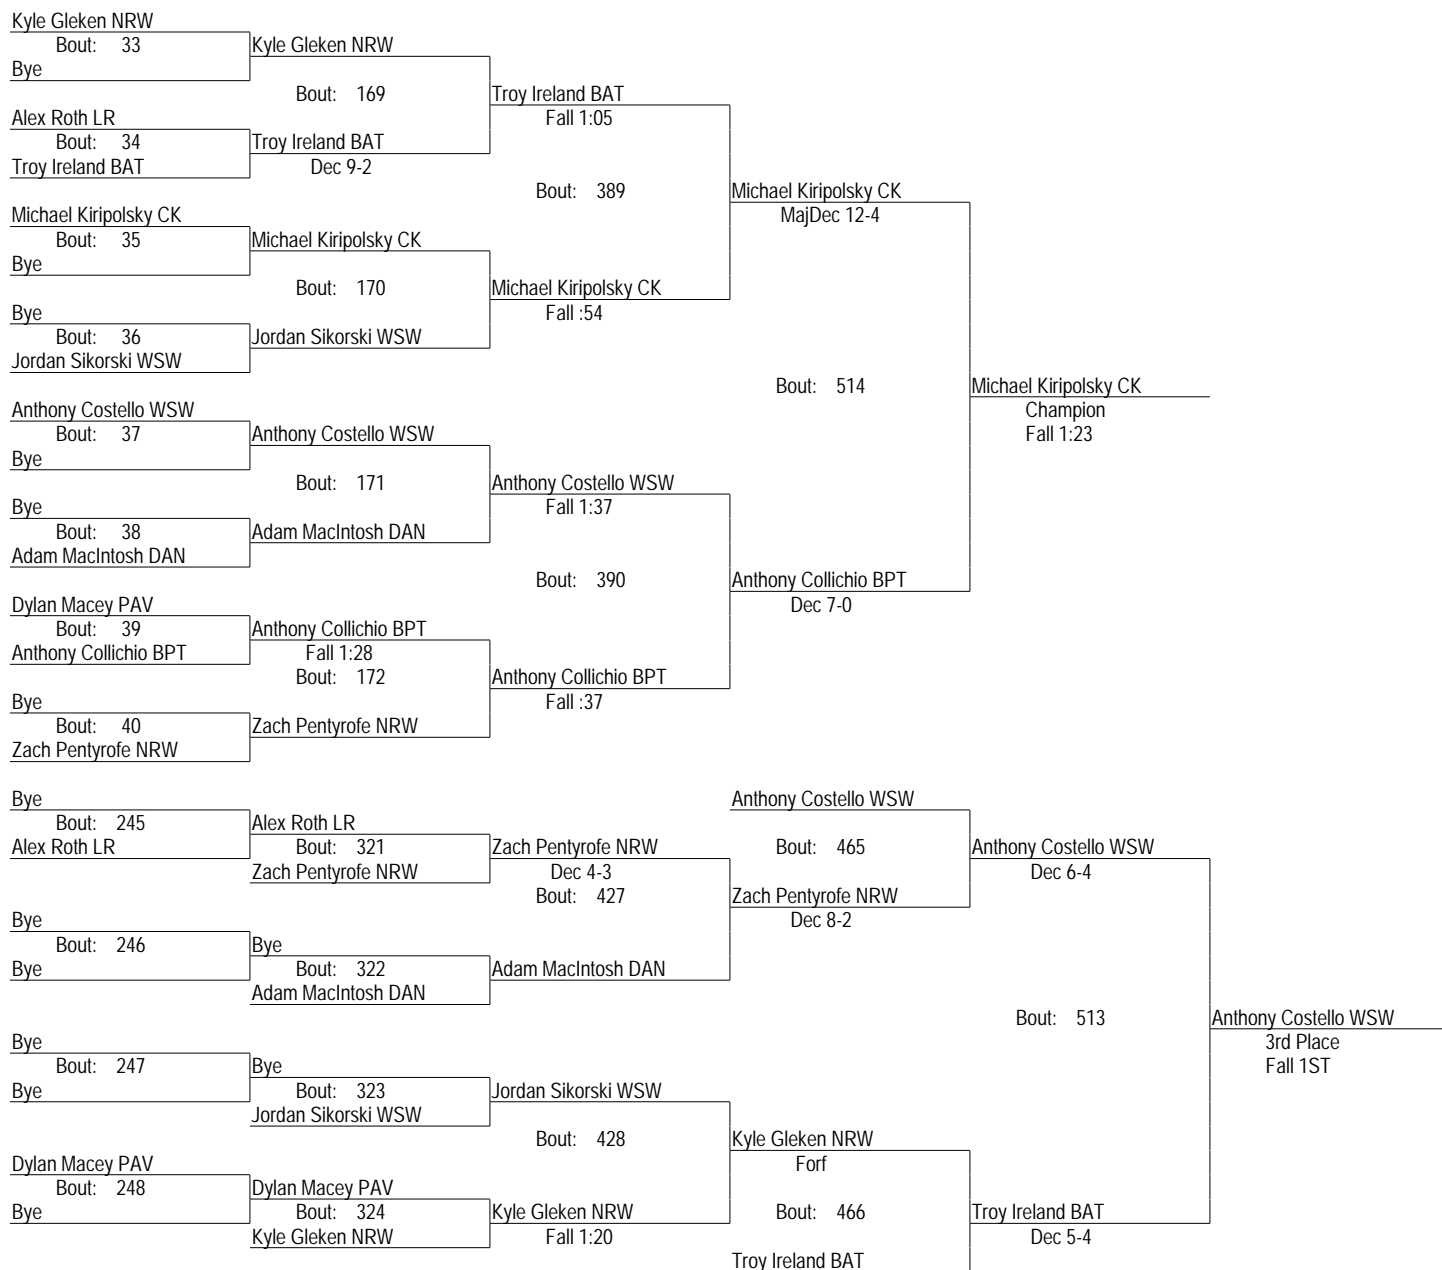 Kyle Gleken NRW
Bout: 33
Bye
Kyle Gleken NRW
Bout: 169
Alex Roth LR
Bout: 34
Troy Ireland BAT
Troy Ireland BAT
Dec 9-2
Troy Ireland BAT
Fall 1:05
Bout: 389
Michael Kiripolsky CK
Bout: 35
Bye
Michael Kiripolsky CK
Bout: 170
Bye
Bout: 36
Jordan Sikorski WSW
Jordan Sikorski WSW
Michael Kiripolsky CK
Fall :54
Michael Kiripolsky CK
MajDec 12-4
Bout: 514
Michael Kiripolsky CK
Champion
Fall 1:23
Anthony Costello WSW
Bout: 37
Bye
Anthony Costello WSW
Bout: 171
Bye
Bout: 38
Adam MacIntosh DAN
Adam MacIntosh DAN
Anthony Costello WSW
Fall 1:37
Bout: 390
Dylan Macey PAV
Bout: 39
Anthony Collichio BPT
Anthony Collichio BPT
Fall 1:28
Bout: 172
Bye
Bout: 40
Zach Pentyrofe NRW
Zach Pentyrofe NRW
Anthony Collichio BPT
Fall :37
Anthony Collichio BPT
Dec 7-0
Bye
Bout: 245
Alex Roth LR
Alex Roth LR
Bout: 321
Zach Pentyrofe NRW
Zach Pentyrofe NRW
Dec 4-3
Bout: 427
Bye
Bout: 246
Bye
Bye
Bout: 322
Adam MacIntosh DAN
Adam MacIntosh DAN
Anthony Costello WSW
Bout: 465
Zach Pentyrofe NRW
Dec 8-2
Anthony Costello WSW
Dec 6-4
Bout: 513
Anthony Costello WSW
3rd Place
Fall 1ST
Bye
Bout: 247
Bye
Bye
Bout: 323
Jordan Sikorski WSW
Jordan Sikorski WSW
Bout: 428
Dylan Macey PAV
Bout: 248
Bye
Dylan Macey PAV
Bout: 324
Kyle Gleken NRW
Kyle Gleken NRW
Fall 1:20
Kyle Gleken NRW
Forf
Bout: 466
Troy Ireland BAT
Troy Ireland BAT
Dec 5-4